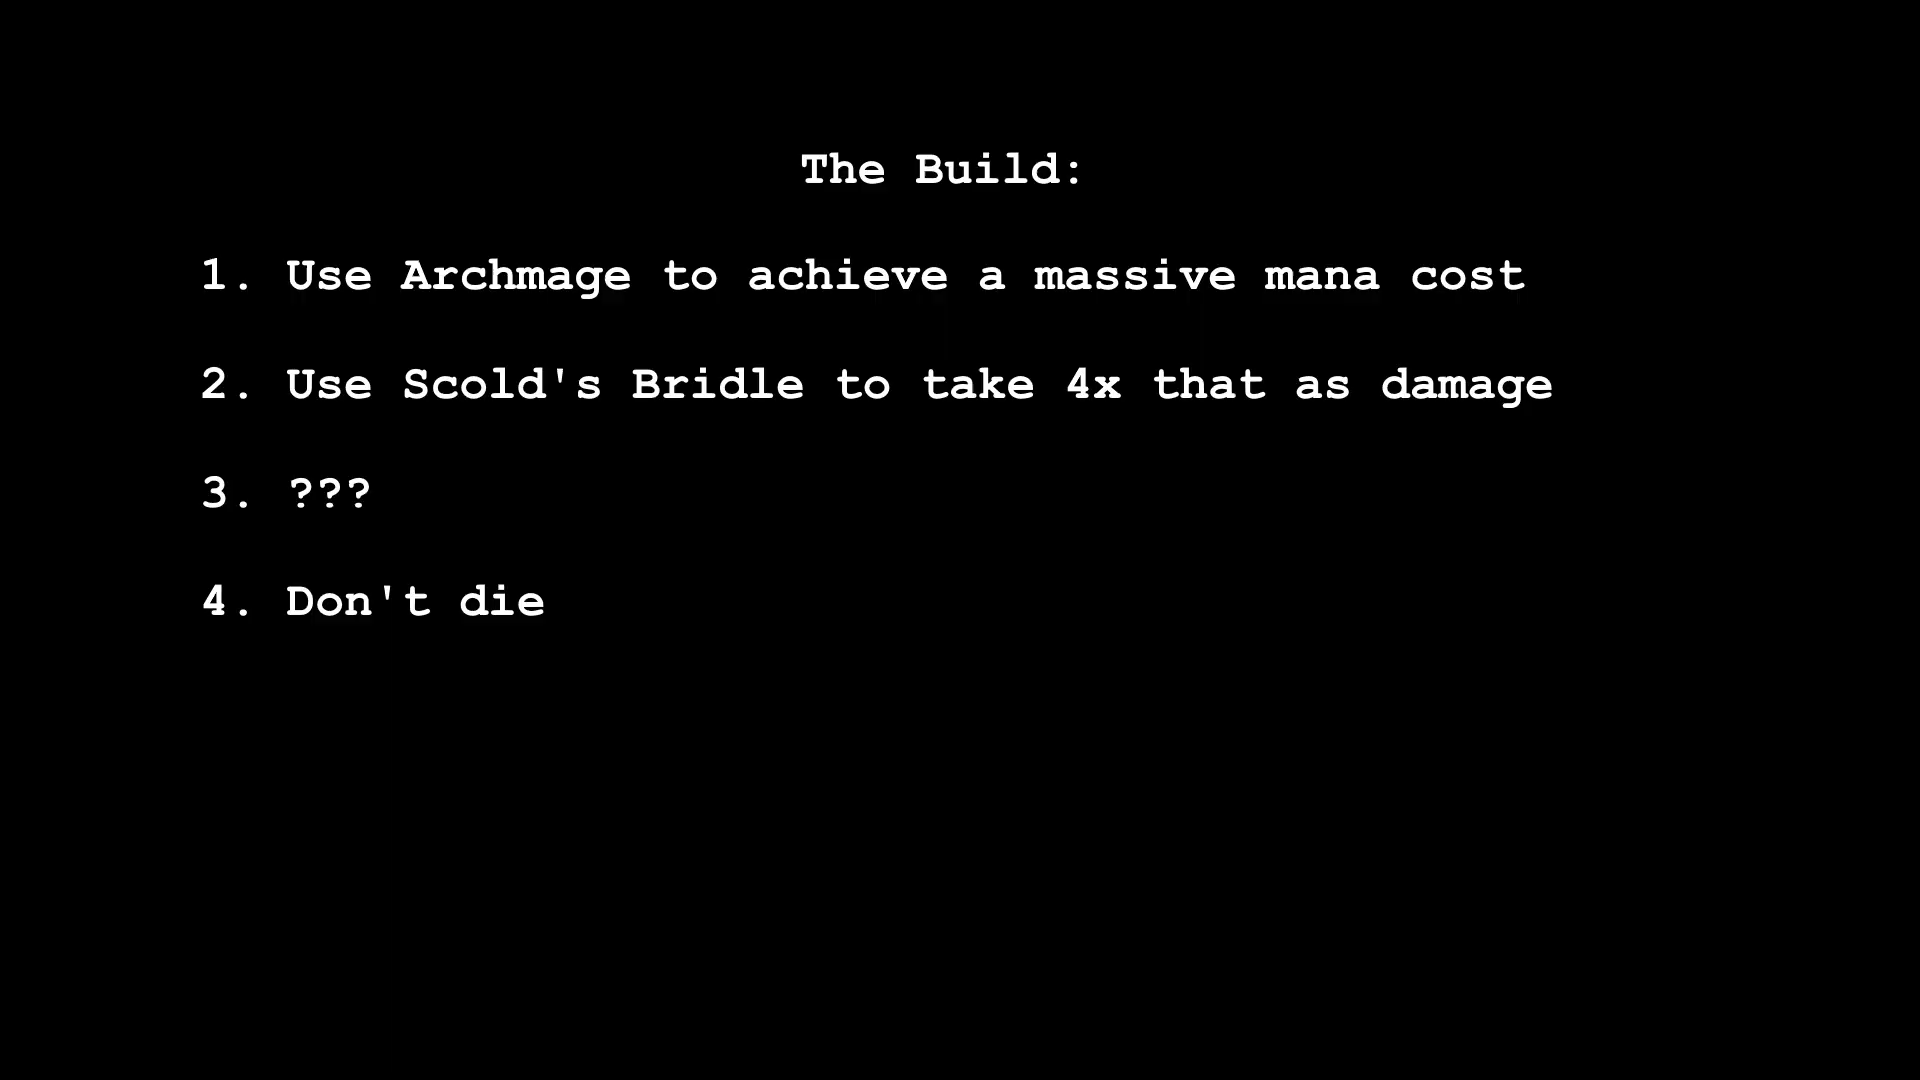 The Build:
1. Use Archmage to achieve a massive mana cost
2. Use Scold's Bridle to take 4x that as damage
3. ???
4. Don't die